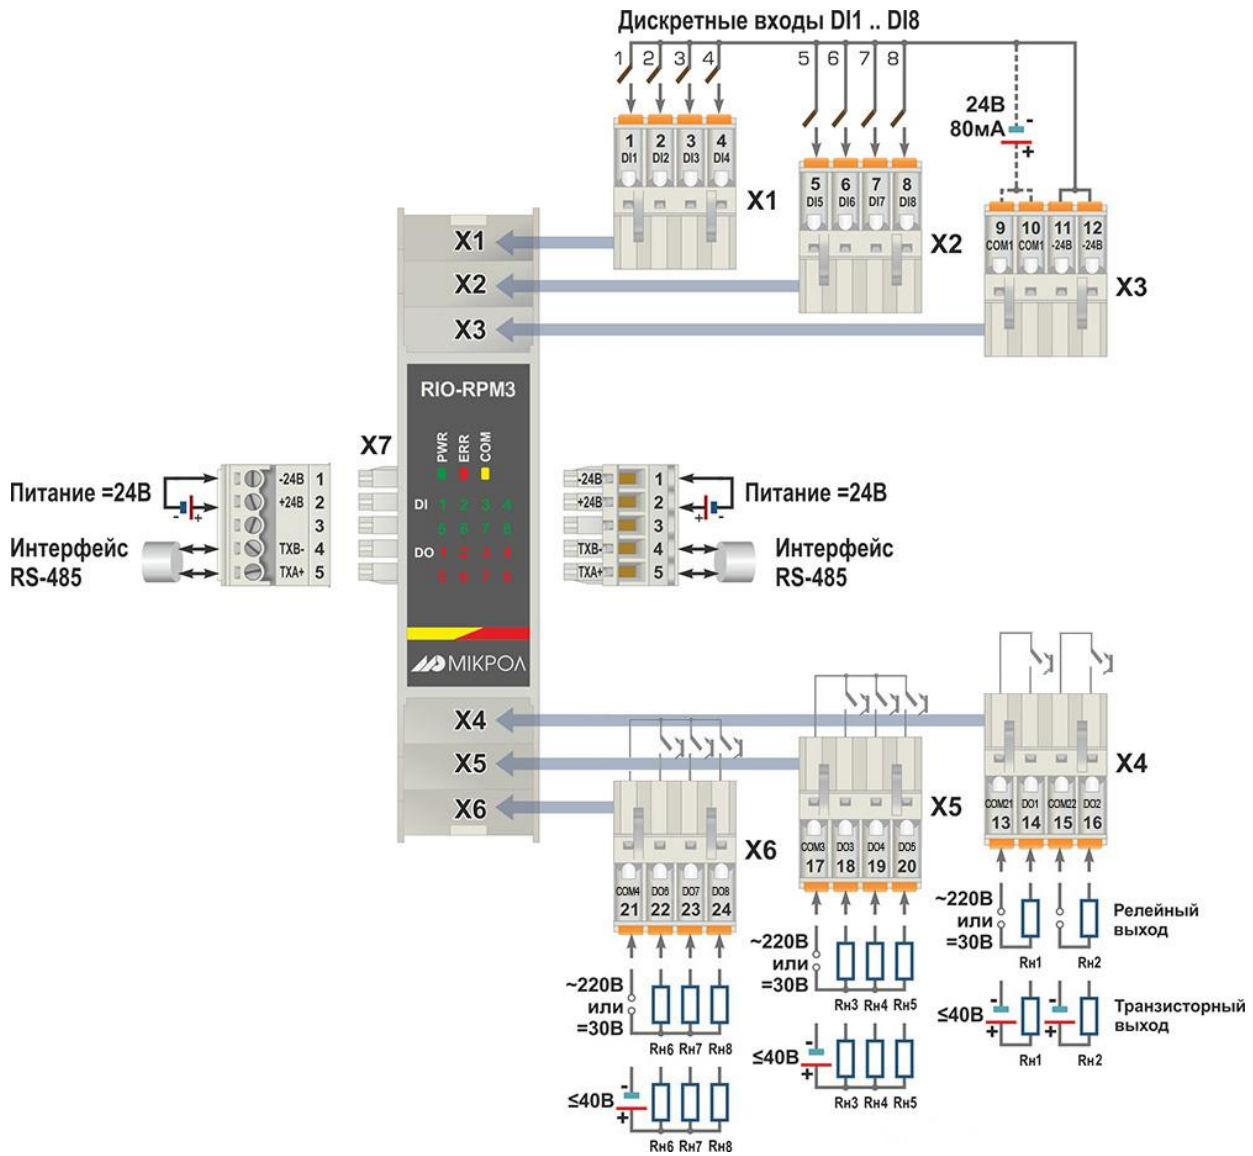 Дискретные входы DI1 .. DI8
1 2 3 4 5 6 7 8
24В
80мА
-
+
1 2 3 4
DI1 DI2 DI3 DI4
X1
5 6 7 8
DI5 DI6 DI7 DI8
X2
9 10 11 12
COM1 COM1 -24В -24В
X3
X1
X2
X3
RIO-RPM3
X7
PWR ERR COM
DI 1 2 3 4
5 6 7 8
DO 1 2 3 4
5 6 7 8
МІКРОЛ
Питание =24В
- +
Интерфейс
RS-485
-24В 1
+24В 2
3
TXB- 4
TXA+ 5
-24В 1
+24В 2
3
TXB- 4
TXA+ 5
Питание =24В
+ -
Интерфейс
RS-485
X4
X5
X6
X4
COM21 DO1 COM22 DO2
13 14 15 16
X5
COM3 DO3 DO4 DO5
17 18 19 20
X6
COM4 DO6 DO7 DO8
21 22 23 24
~220В
или
=30В
Rн1 Rн2
Релейный
выход
≤40В
- +
- +
Rн1 Rн2
Транзисторный
выход
~220В
или
=30В
Rн3 Rн4 Rн5
≤40В
- +
Rн3 Rн4 Rн5
~220В
или
=30В
Rн6 Rн7 Rн8
≤40В
- +
Rн6 Rн7 Rн8